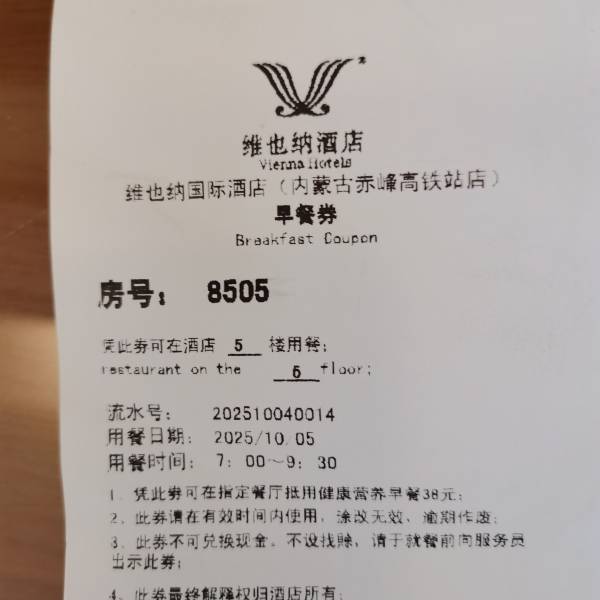 维也纳酒店
Vienna Hotels
维也纳国际酒店（内蒙古赤峰高铁站店）
早餐券
Breakfast Coupon
房号： 8505
凭此券可在酒店 5 楼用餐；
restaurant on the 5 floor;
流水号： 202510040014
用餐日期： 2025/10/05
用餐时间： 7：00～9：30
1、凭此券可在指定餐厅抵用健康营养早餐38元；
2、此券请在有效时间内使用，涂改无效、逾期作废；
3、此券不可兑换现金。不设找赎，请于就餐前向服务员
出示此券；
4、此券最终解释权归酒店所有；